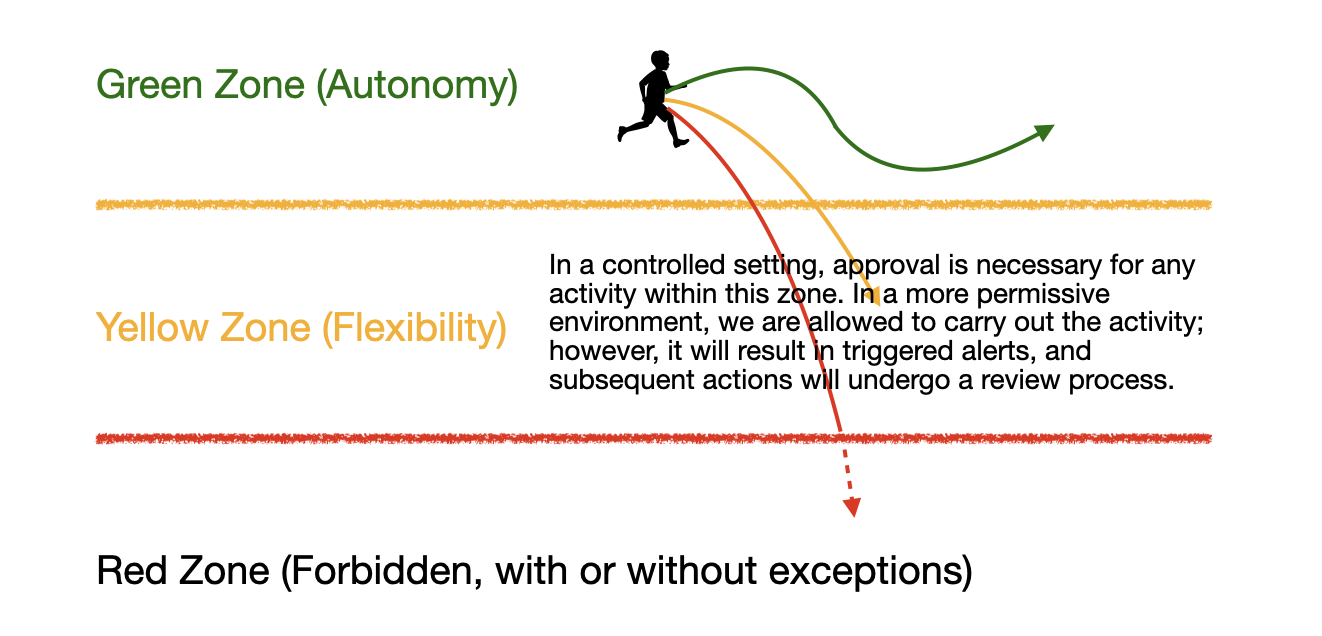 Green Zone (Autonomy)
In a controlled setting, approval is necessary for any
activity within this zone. In a more permissive
environment, we are allowed to carry out the activity;
however, it will result in triggered alerts, and
subsequent actions will undergo a review process.
Yellow Zone (Flexibility)
Red Zone (Forbidden, with or without exceptions)